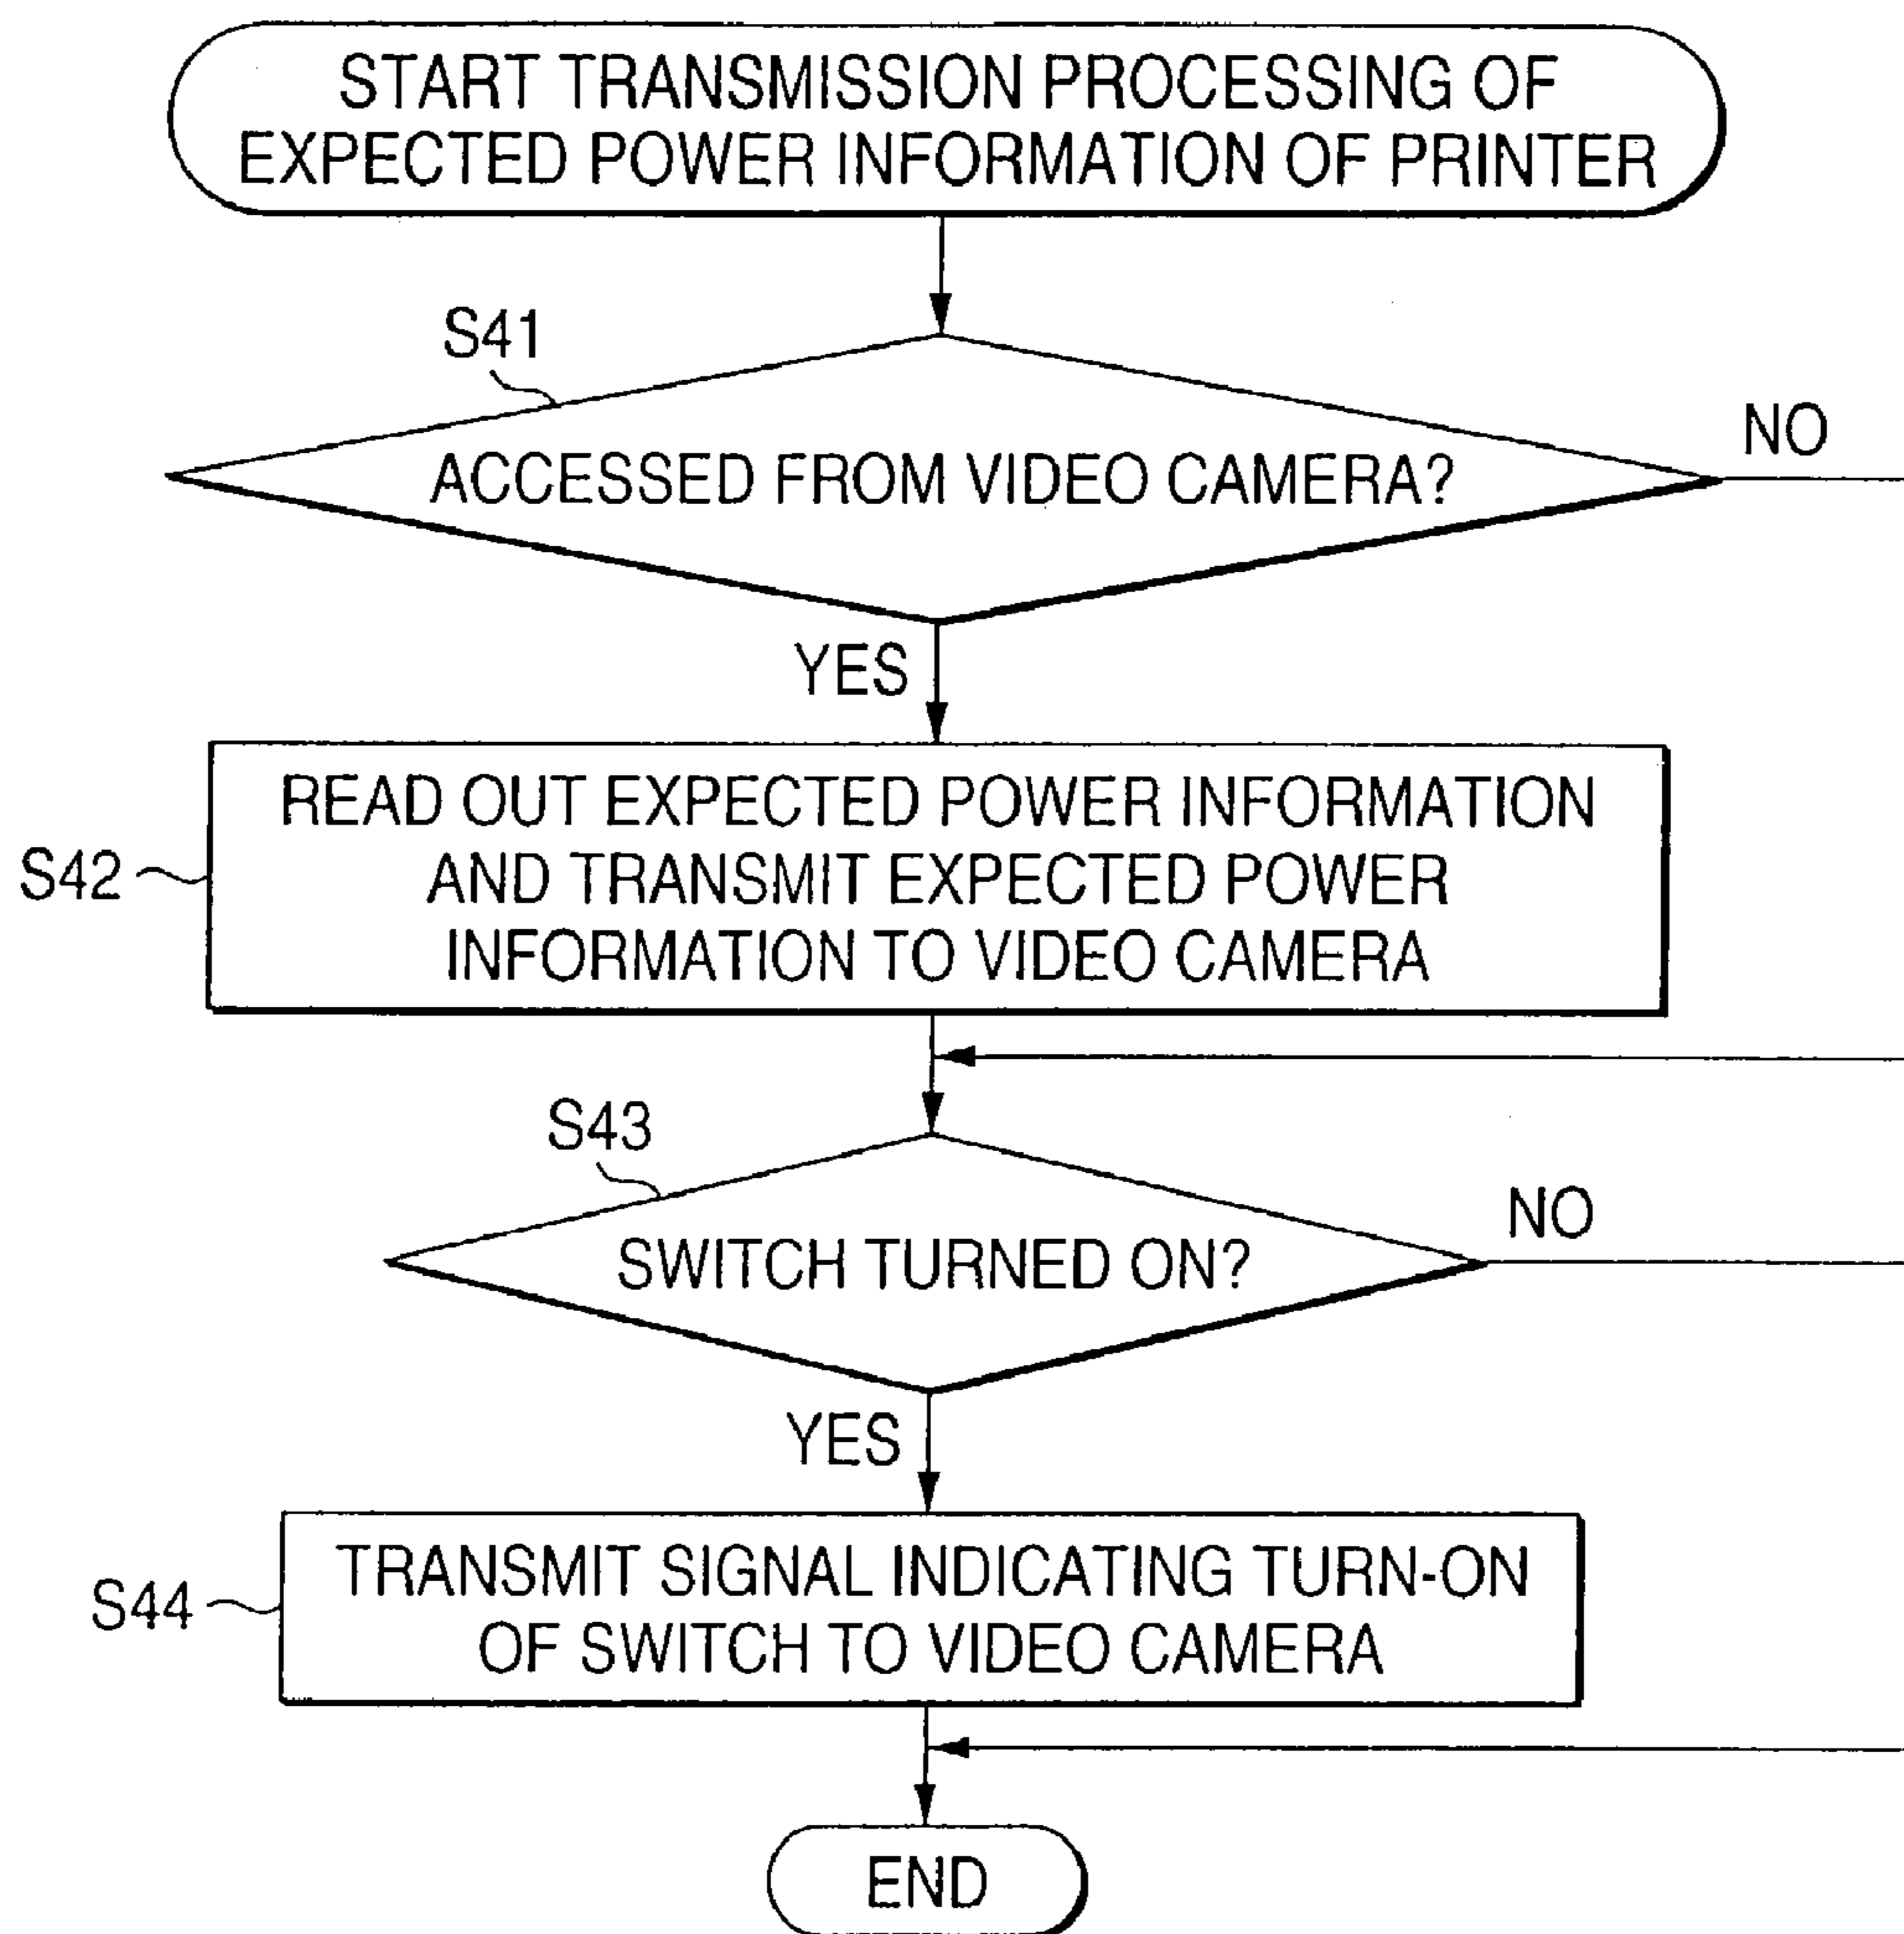 START TRANSMISSION PROCESSING OF
EXPECTED POWER INFORMATION OF PRINTER
S41
NO
ACCESSED FROM VIDEO CAMERA?
YES
READ OUT EXPECTED POWER INFORMATION
AND TRANSMIT EXPECTED POWER
INFORMATION TO VIDEO CAMERA
S42
S43
NO
SWITCH TURNED ON?
YES
TRANSMIT SIGNAL INDICATING TURN-ON
OF SWITCH TO VIDEO CAMERA
S44
END